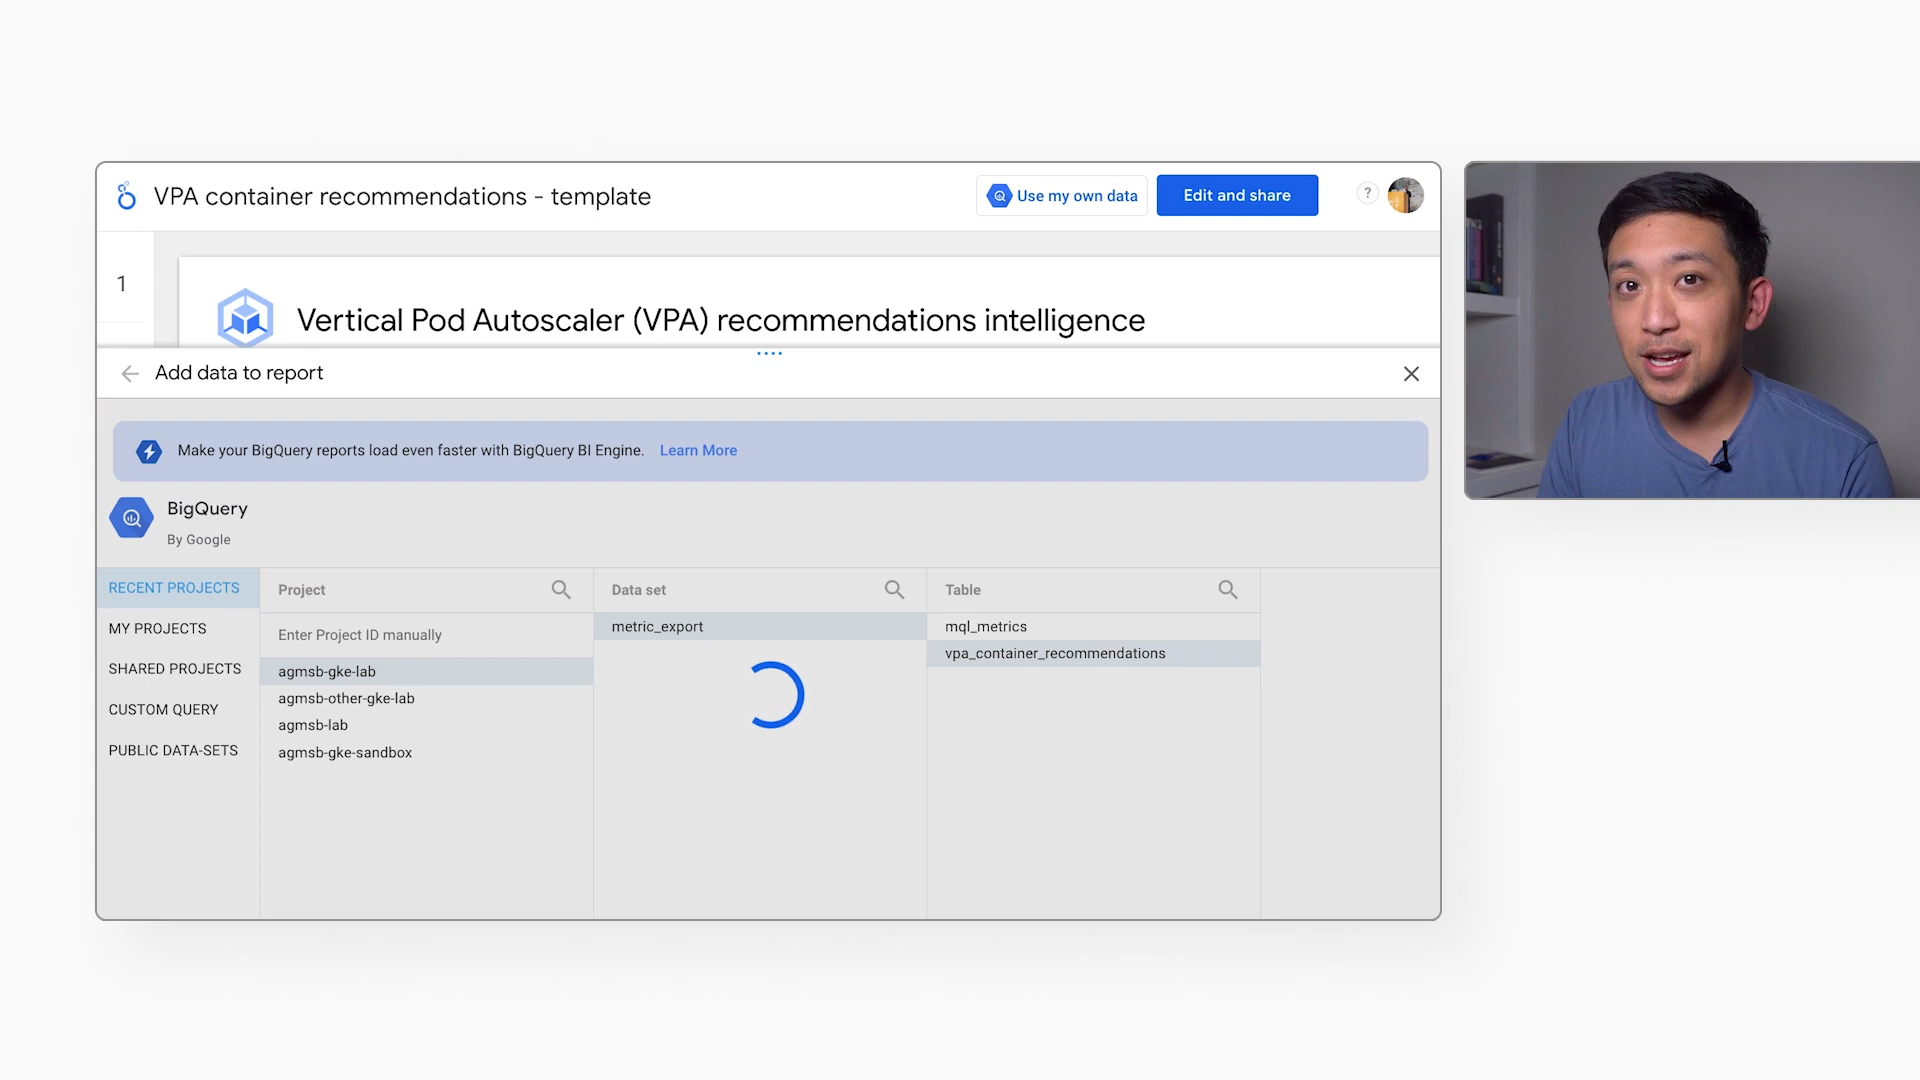 VPA container recommendations - template
Use my own data
Edit and share
?
1
Vertical Pod Autoscaler (VPA) recommendations intelligence
Add data to report
Make your BigQuery reports load even faster with BigQuery BI Engine. Learn More
BigQuery
By Google
RECENT PROJECTS
MY PROJECTS
SHARED PROJECTS
CUSTOM QUERY
PUBLIC DATA-SETS
Project
Enter Project ID manually
agmsb-gke-lab
agmsb-other-gke-lab
agmsb-lab
agmsb-gke-sandbox
Data set
metric_export
Table
mql_metrics
vpa_container_recommendations